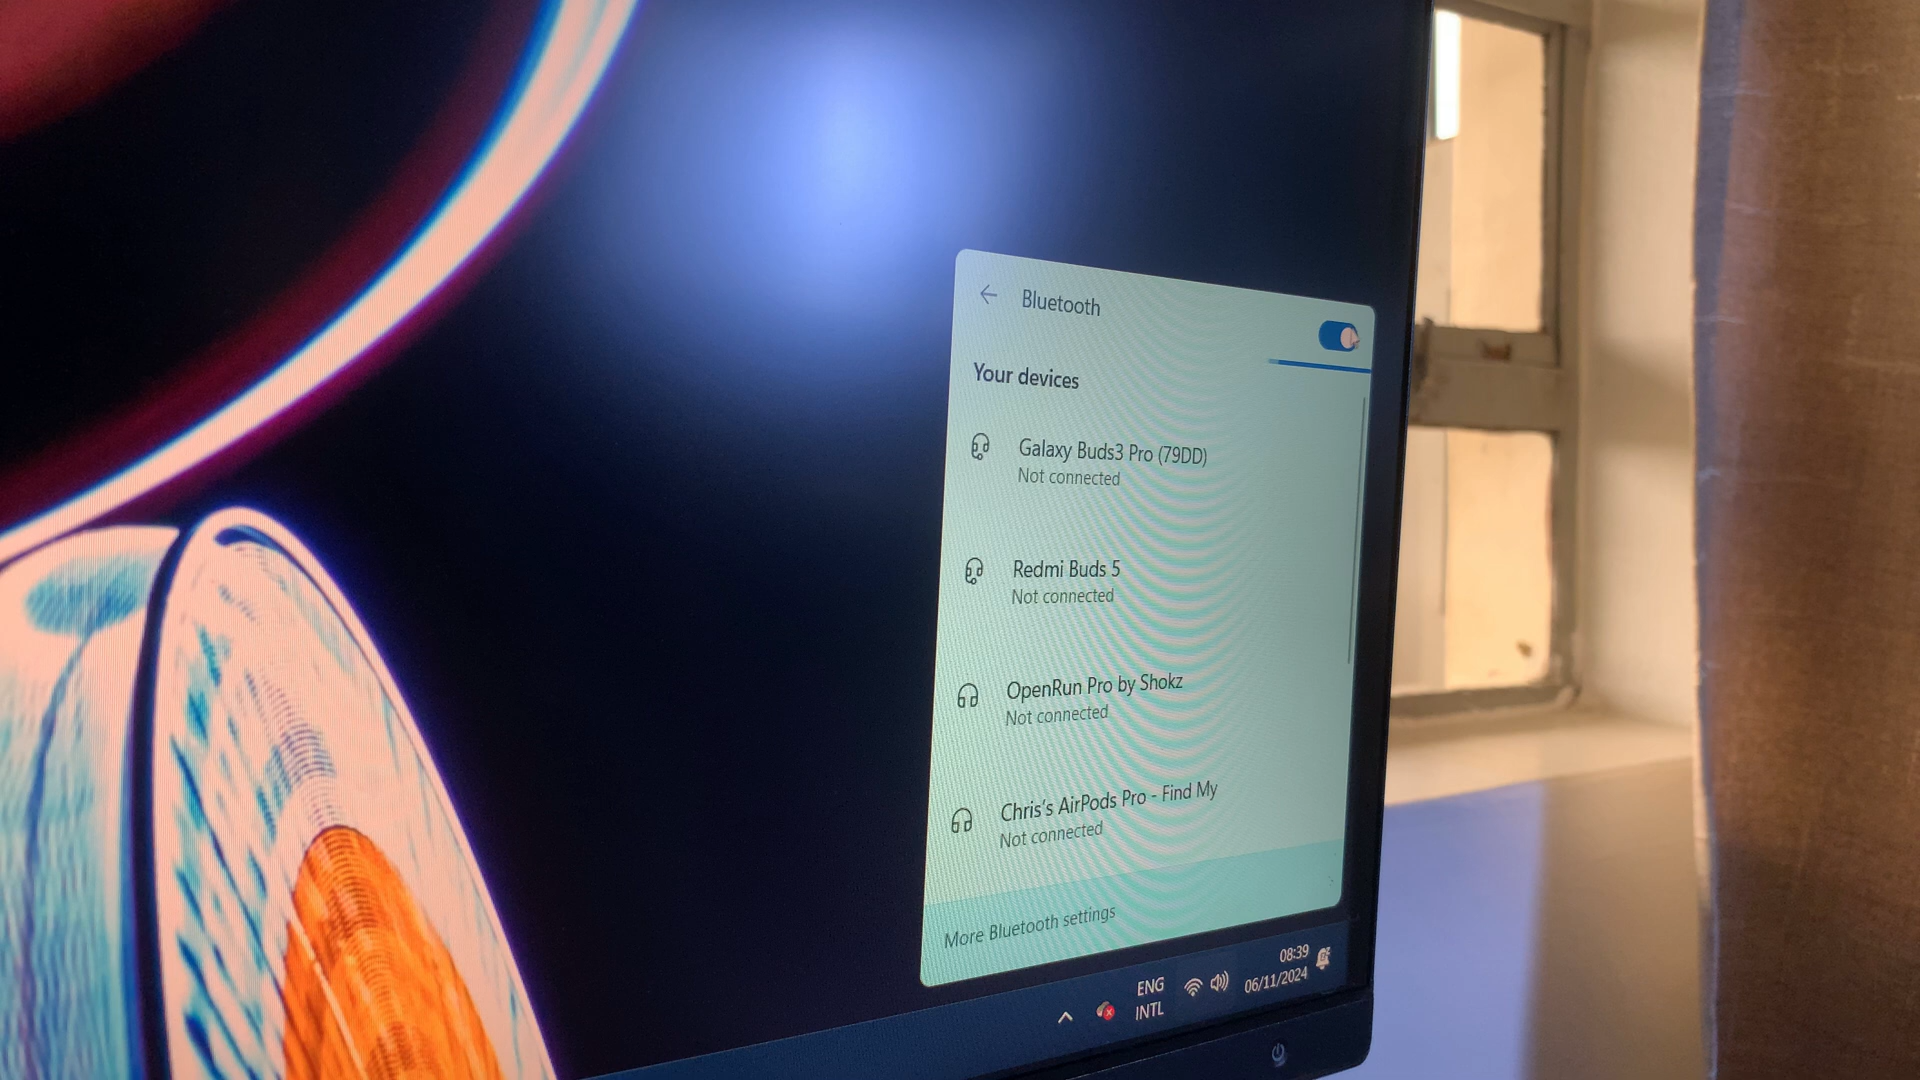 Bluetooth
Your devices
Galaxy Buds3 Pro (79DD)
Not connected
Redmi Buds 5
Not connected
OpenRun Pro by Shokz
Not connected
Chris's AirPods Pro - Find My
Not connected
More Bluetooth settings
ENG
INTL
08:39
06/11/2024